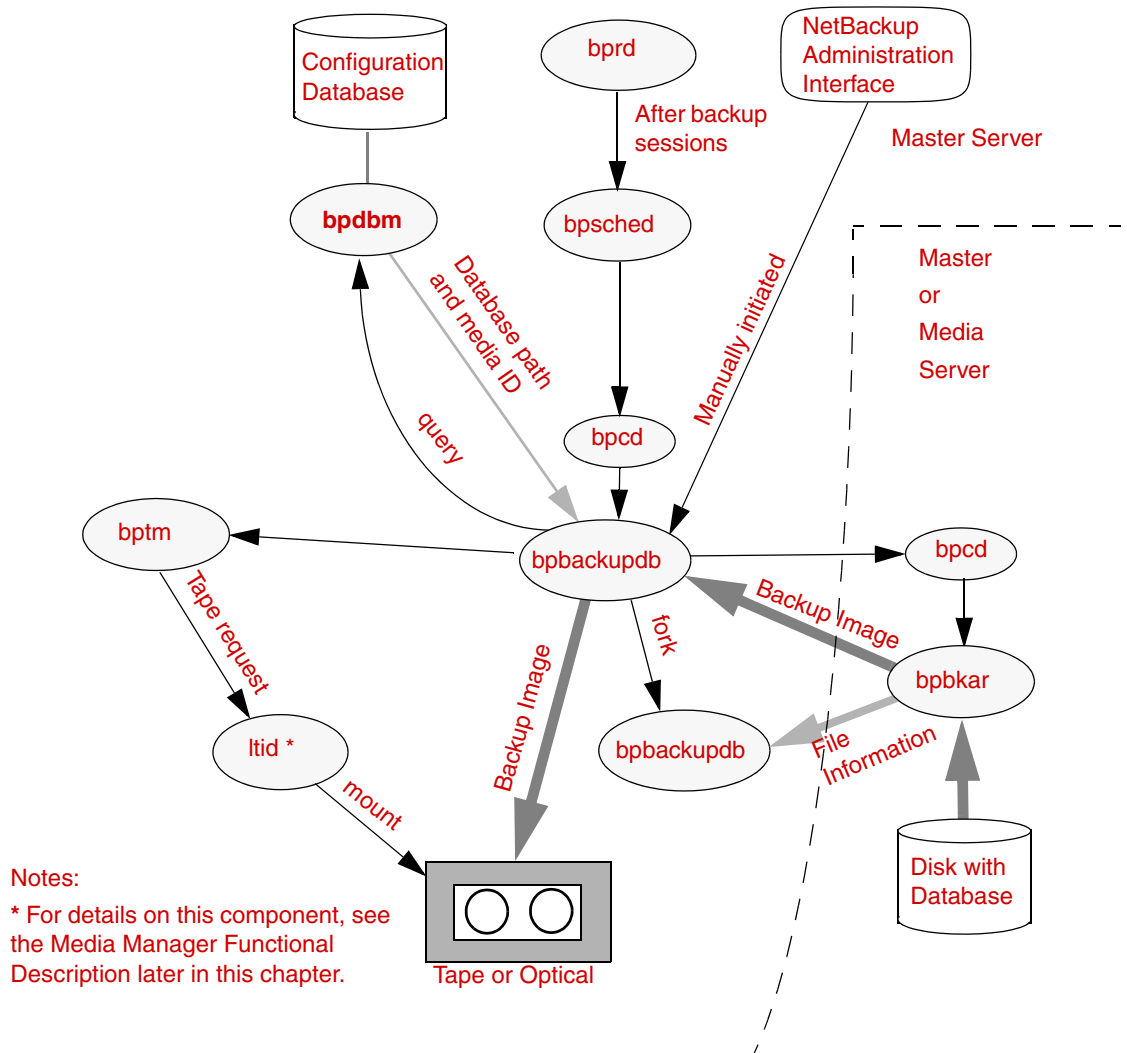 NetBackup
Administration
Interface
bprd
Configuration
Database
After backup
sessions
Master Server
bpdbm
bpsched
Master
or
Media
Server
Database path
and media ID
Manually initiated
query
bpcd
bptm
bpbackupdb
bpcd
Tape request
fork
Backup Image
bpbkar
Backup Image
ltid *
bpbackupdb
File
Information
mount
Disk with
Database
Notes:
* For details on this component, see
the Media Manager Functional
Description later in this chapter.
Tape or Optical